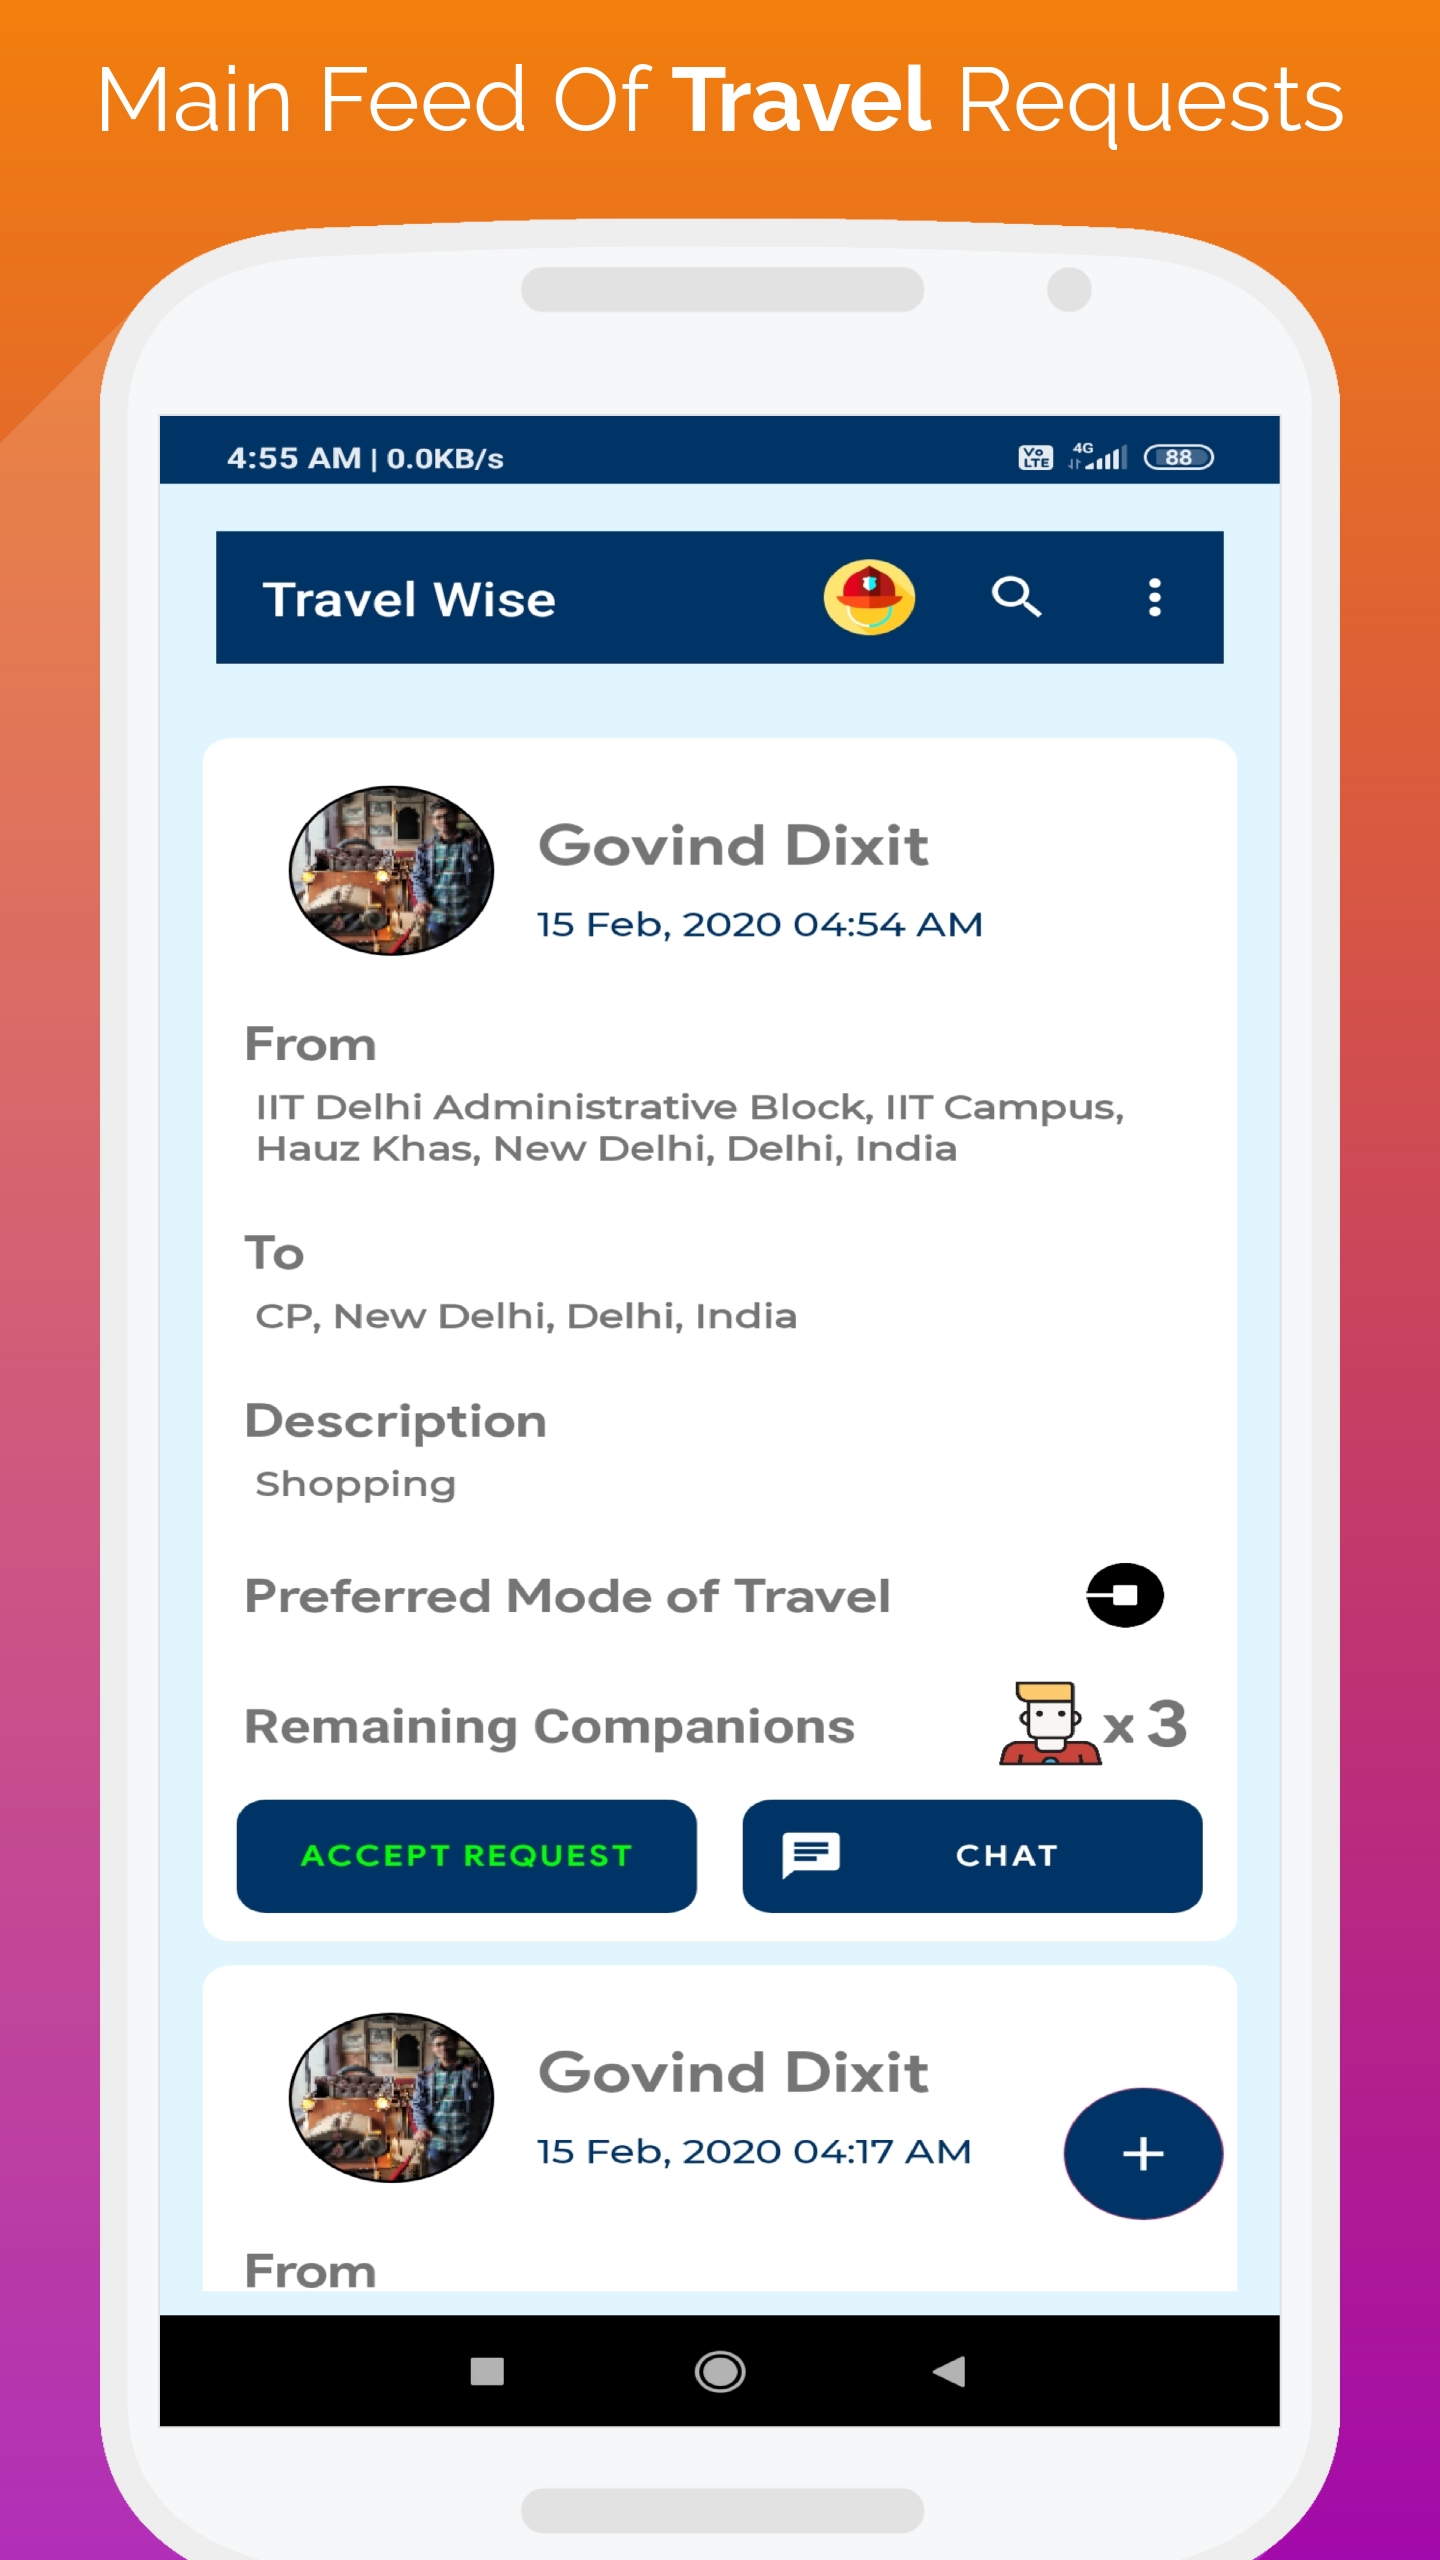 Main Feed Of Travel Requests
4:55 AM | 0.0KB/s
Vo LTE 4G 88
Travel Wise
Govind Dixit
15 Feb, 2020 04:54 AM
From
IIT Delhi Administrative Block, IIT Campus,
Hauz Khas, New Delhi, Delhi, India
To
CP, New Delhi, Delhi, India
Description
Shopping
Preferred Mode of Travel
Remaining Companions x 3
ACCEPT REQUEST CHAT
Govind Dixit
15 Feb, 2020 04:17 AM
+
From